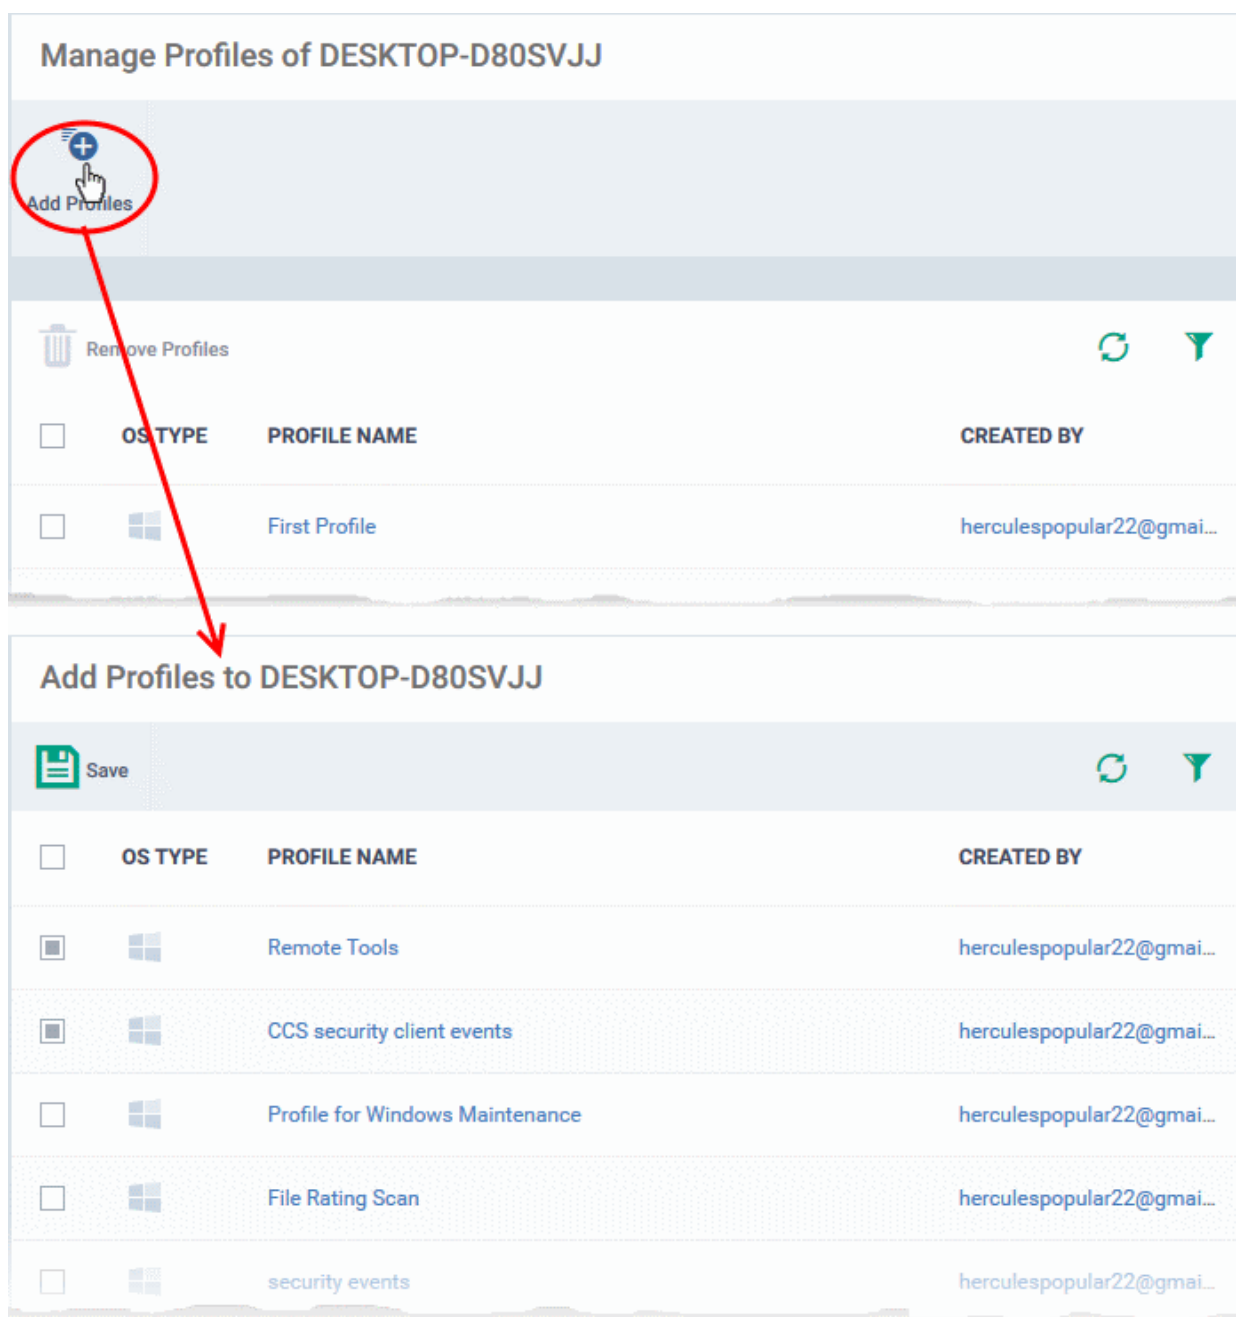 Manage Profiles of DESKTOP-D80SVJJ
Add Profiles
Remove Profiles
OS TYPE PROFILE NAME CREATED BY
First Profile herculespopular22@gmai...
Add Profiles to DESKTOP-D80SVJJ
Save
OS TYPE PROFILE NAME CREATED BY
Remote Tools herculespopular22@gmai...
CCS security client events herculespopular22@gmai...
Profile for Windows Maintenance herculespopular22@gmai...
File Rating Scan herculespopular22@gmai...
security events herculespopular22@gmai...